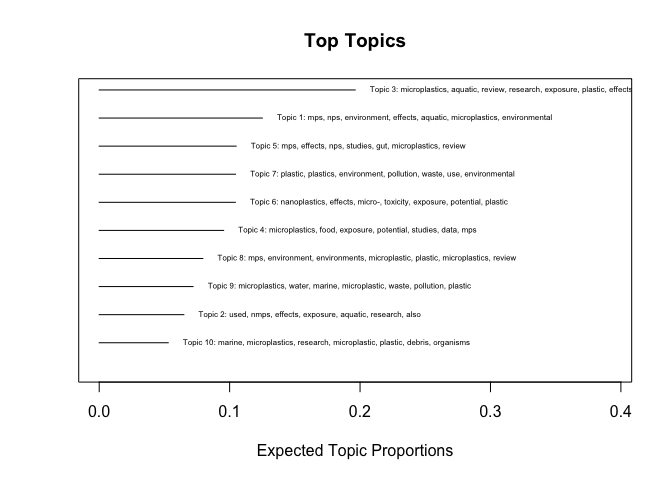 Top Topics
Topic 3: microplastics, aquatic, review, research, exposure, plastic, effects
Topic 1: mps, nps, environment, effects, aquatic, microplastics, environmental
Topic 5: mps, effects, nps, studies, gut, microplastics, review
Topic 7: plastic, plastics, environment, pollution, waste, use, environmental
Topic 6: nanoplastics, effects, micro-, toxicity, exposure, potential, plastic
Topic 4: microplastics, food, exposure, potential, studies, data, mps
Topic 8: mps, environment, environments, microplastic, plastic, microplastics, review
Topic 9: microplastics, water, marine, microplastic, waste, pollution, plastic
Topic 2: used, nmps, effects, exposure, aquatic, research, also
Topic 10: marine, microplastics, research, microplastic, plastic, debris, organisms
0.0 0.1 0.2 0.3 0.4
Expected Topic Proportions